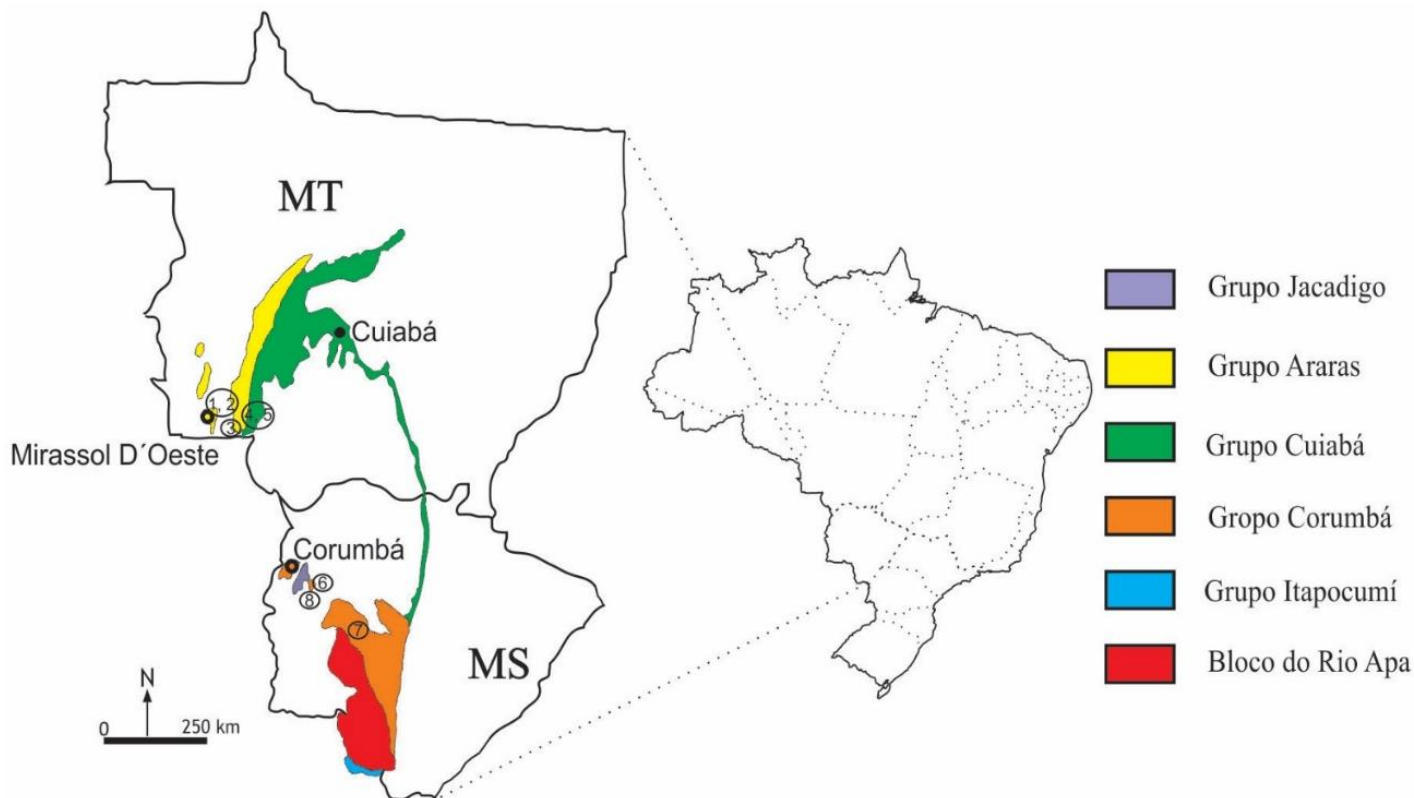 MT
Cuiabá
1, 2
3
4, 5
Mirassol D´Oeste
Corumbá
6
8
7
MS
N
0 250 km
Grupo Jacadigo
Grupo Araras
Grupo Cuiabá
Gropo Corumbá
Grupo Itapocumí
Bloco do Rio Apa